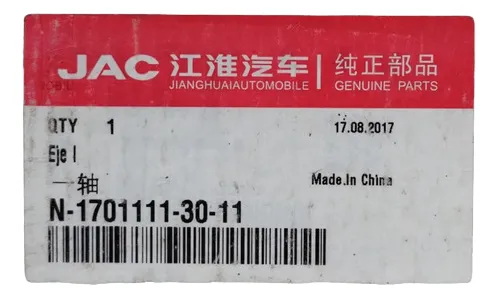 JAC 江淮汽车 纯正部品
JIANGHUAIAUTOMOBILE GENUINE PARTS
QTY 1 17.08.2017
Eje I
一轴 Made.In China
N-1701111-30-11